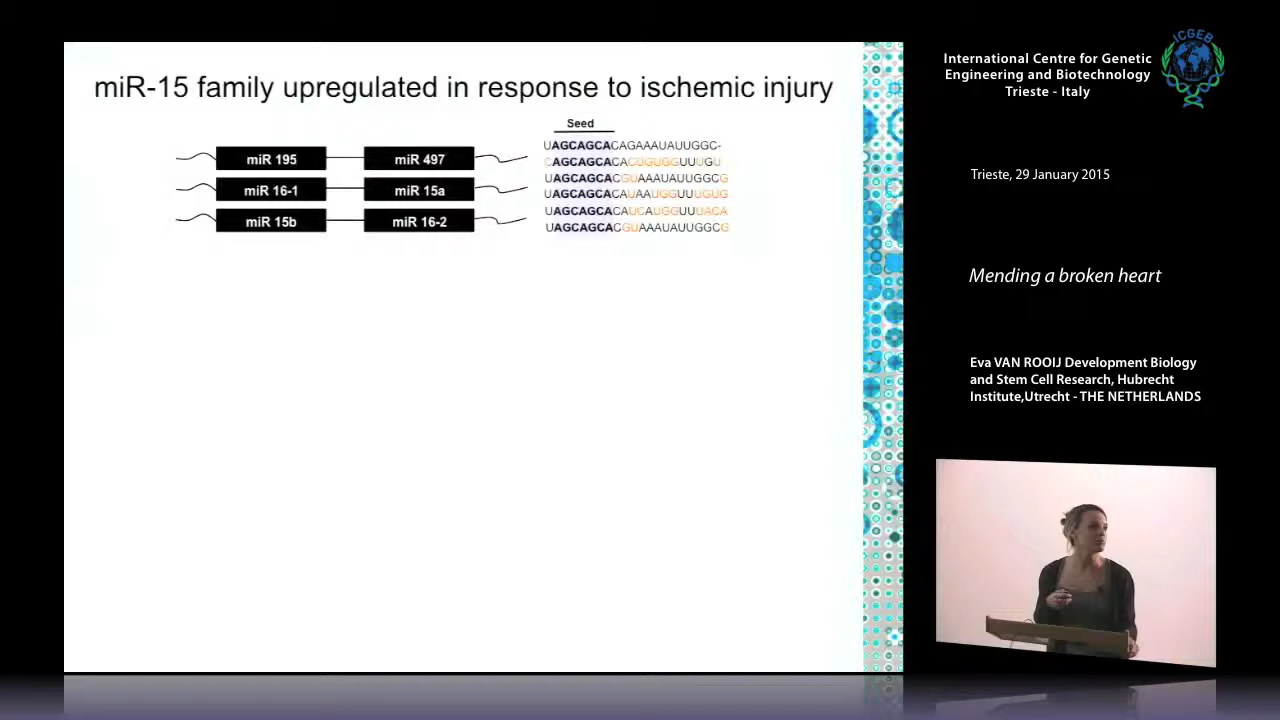 miR-15 family upregulated in response to ischemic injury
Seed
miR 195
miR 497
UAGCAGCACAGAAAUAUUGGC-
CAGCAGCACACUGUGGUUUGU
miR 16-1
miR 15a
UAGCAGCACGUAAAUAUUGGCG
UAGCAGCACAUAAUGGUUUGUG
miR 15b
miR 16-2
UAGCAGCACAUCAUGGUUUACA
UAGCAGCACGUAAAUAUUGGCG
International Centre for Genetic
Engineering and Biotechnology
Trieste - Italy
ICGEB
Trieste, 29 January 2015
Mending a broken heart
Eva VAN ROOIJ Development Biology
and Stem Cell Research, Hubrecht
Institute,Utrecht - THE NETHERLANDS